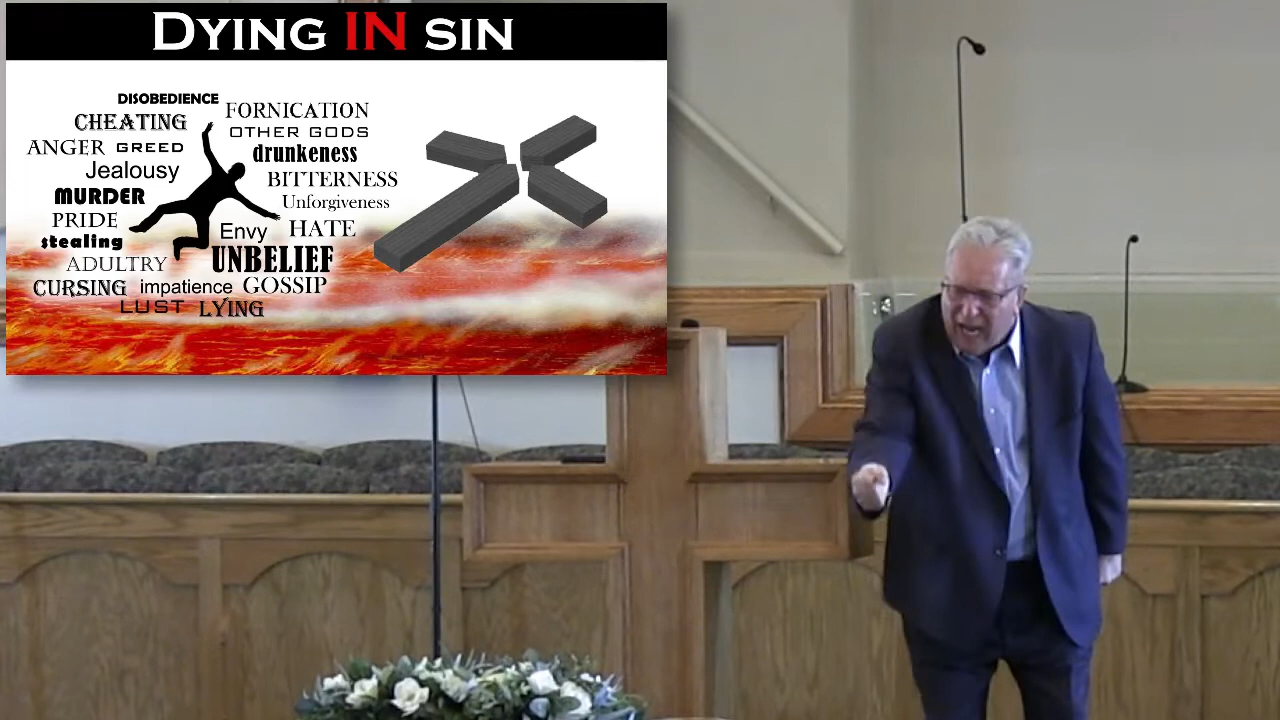 DYING IN SIN
DISOBEDIENCE
FORNICATION
CHEATING
OTHER GODS
ANGER GREED
drunkeness
Jealousy
BITTERNESS
MURDER
Unforgiveness
PRIDE
Envy HATE
stealing
UNBELIEF
ADULTRY
CURSING impatience GOSSIP
LUST LYING